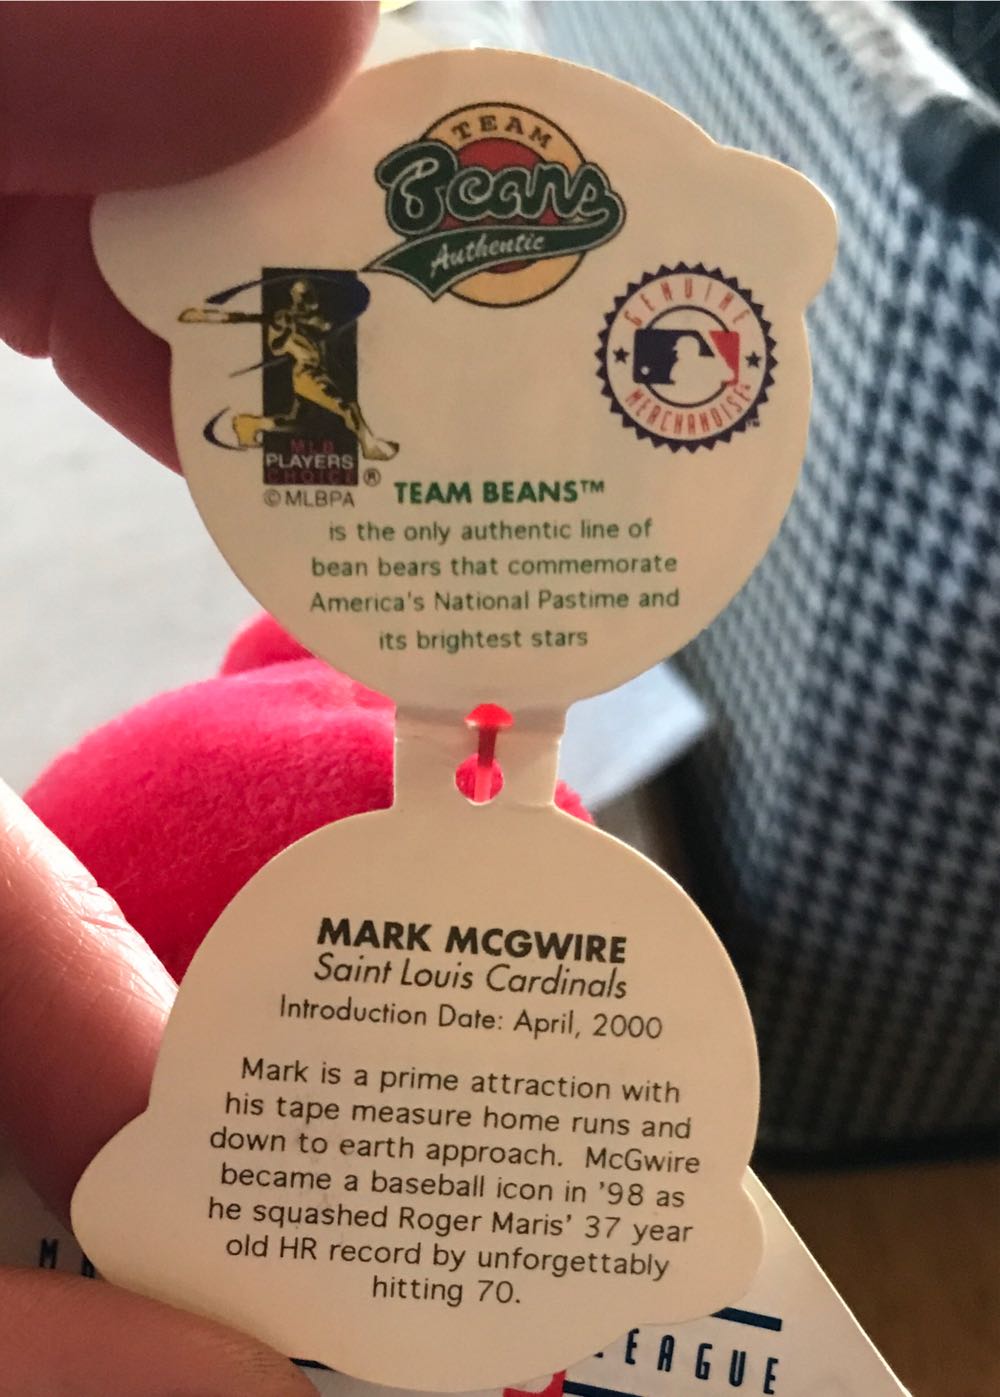 TEAM
Beans
Authentic
GENUINE
MERCHANDISE
MLB
PLAYERS
CHOICE ®
© MLBPA
TEAM BEANS™
is the only authentic line of
bean bears that commemorate
America's National Pastime and
its brightest stars
MARK MCGWIRE
Saint Louis Cardinals
Introduction Date: April, 2000
Mark is a prime attraction with
his tape measure home runs and
down to earth approach.  McGwire
became a baseball icon in '98 as
he squashed Roger Maris' 37 year
old HR record by unforgettably
hitting 70.
EAGUE